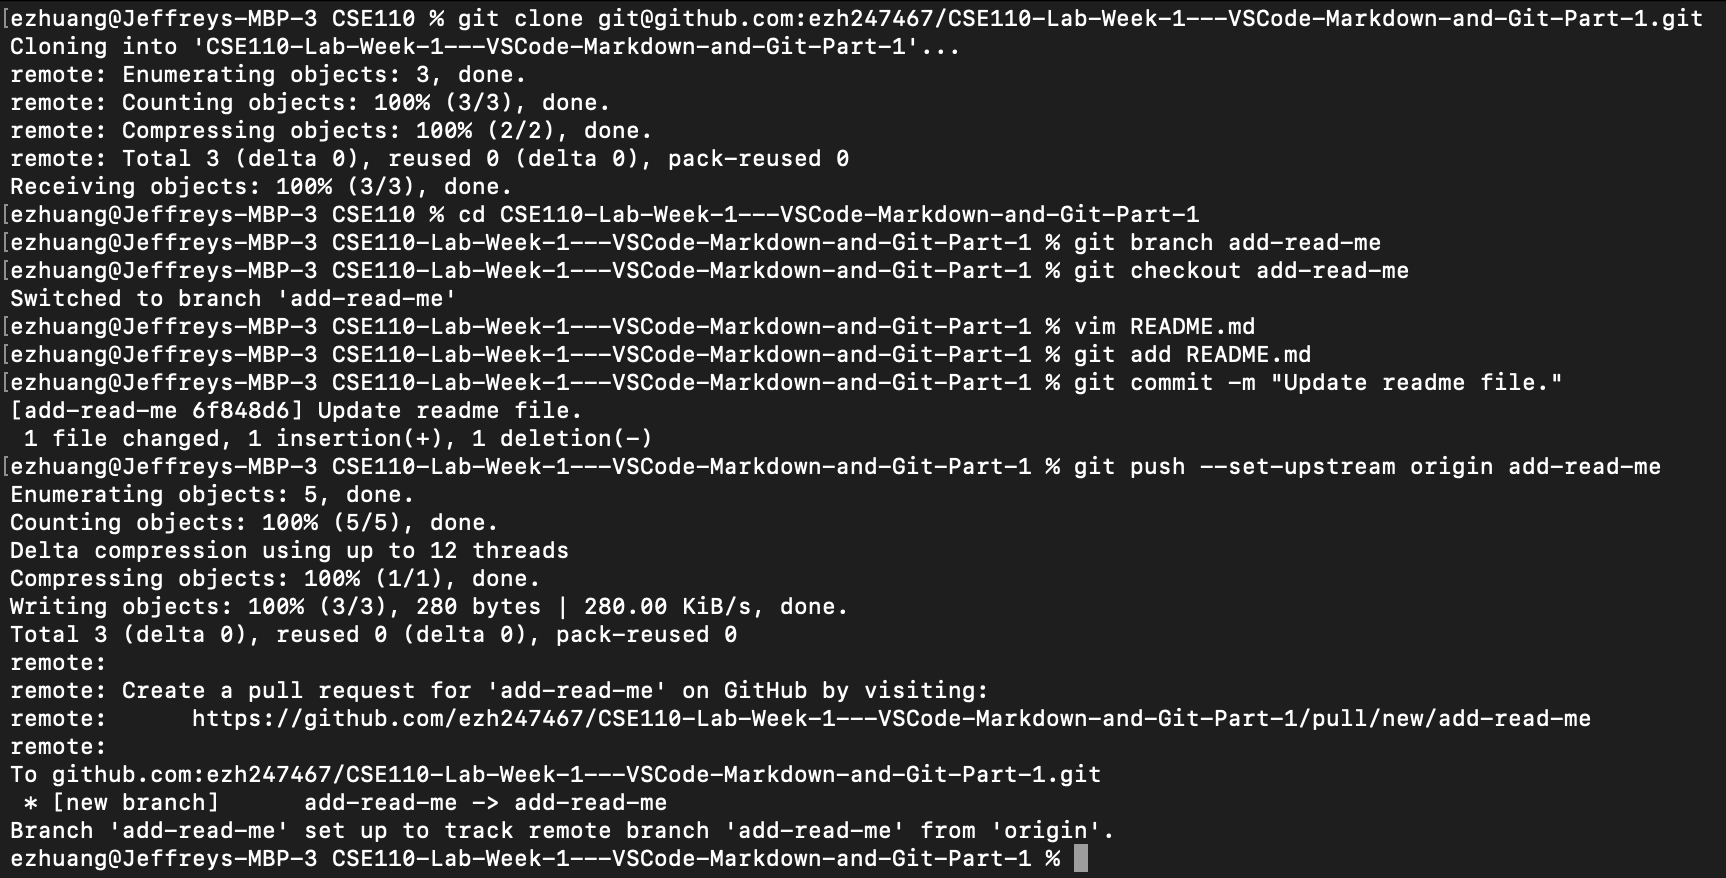 [ezhuang@Jeffreys-MBP-3 CSE110 % git clone git@github.com:ezh247467/CSE110-Lab-Week-1---VSCode-Markdown-and-Git-Part-1.git
Cloning into 'CSE110-Lab-Week-1---VSCode-Markdown-and-Git-Part-1'...
remote: Enumerating objects: 3, done.
remote: Counting objects: 100% (3/3), done.
remote: Compressing objects: 100% (2/2), done.
remote: Total 3 (delta 0), reused 0 (delta 0), pack-reused 0
Receiving objects: 100% (3/3), done.
[ezhuang@Jeffreys-MBP-3 CSE110 % cd CSE110-Lab-Week-1---VSCode-Markdown-and-Git-Part-1
[ezhuang@Jeffreys-MBP-3 CSE110-Lab-Week-1---VSCode-Markdown-and-Git-Part-1 % git branch add-read-me
[ezhuang@Jeffreys-MBP-3 CSE110-Lab-Week-1---VSCode-Markdown-and-Git-Part-1 % git checkout add-read-me
Switched to branch 'add-read-me'
[ezhuang@Jeffreys-MBP-3 CSE110-Lab-Week-1---VSCode-Markdown-and-Git-Part-1 % vim README.md
[ezhuang@Jeffreys-MBP-3 CSE110-Lab-Week-1---VSCode-Markdown-and-Git-Part-1 % git add README.md
[ezhuang@Jeffreys-MBP-3 CSE110-Lab-Week-1---VSCode-Markdown-and-Git-Part-1 % git commit -m "Update readme file."
[add-read-me 6f848d6] Update readme file.
 1 file changed, 1 insertion(+), 1 deletion(-)
[ezhuang@Jeffreys-MBP-3 CSE110-Lab-Week-1---VSCode-Markdown-and-Git-Part-1 % git push --set-upstream origin add-read-me
Enumerating objects: 5, done.
Counting objects: 100% (5/5), done.
Delta compression using up to 12 threads
Compressing objects: 100% (1/1), done.
Writing objects: 100% (3/3), 280 bytes | 280.00 KiB/s, done.
Total 3 (delta 0), reused 0 (delta 0), pack-reused 0
remote:
remote: Create a pull request for 'add-read-me' on GitHub by visiting:
remote:      https://github.com/ezh247467/CSE110-Lab-Week-1---VSCode-Markdown-and-Git-Part-1/pull/new/add-read-me
remote:
To github.com:ezh247467/CSE110-Lab-Week-1---VSCode-Markdown-and-Git-Part-1.git
 * [new branch]      add-read-me -> add-read-me
Branch 'add-read-me' set up to track remote branch 'add-read-me' from 'origin'.
ezhuang@Jeffreys-MBP-3 CSE110-Lab-Week-1---VSCode-Markdown-and-Git-Part-1 %